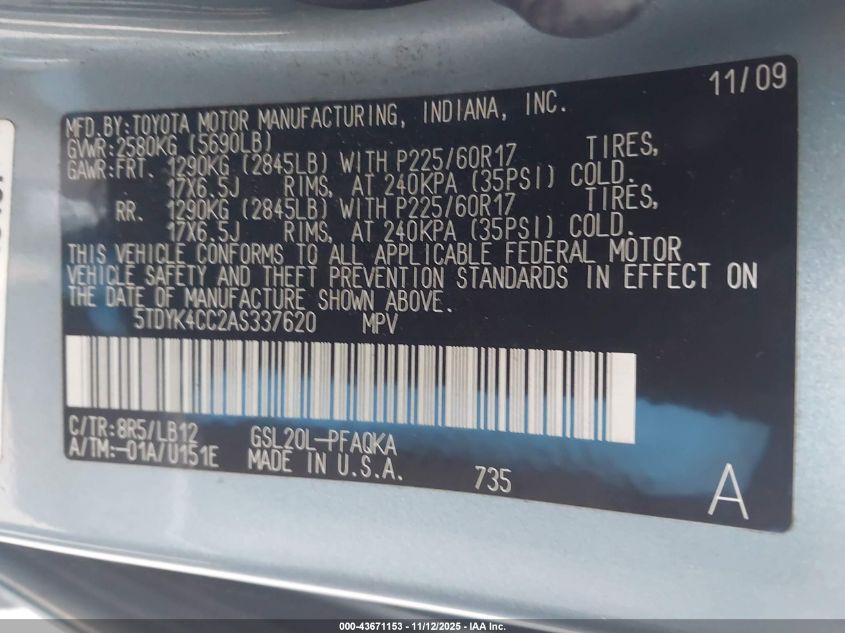 11/09
MFD.BY:TOYOTA MOTOR MANUFACTURING, INDIANA, INC.
GVWR:2580KG (5690LB)
GAWR:FRT. 1290KG (2845LB) WITH P225/60R17 TIRES,
17X6.5J RIMS, AT 240KPA (35PSI) COLD.
RR. 1290KG (2845LB) WITH P225/60R17 TIRES,
17X6.5J RIMS, AT 240KPA (35PSI) COLD.
THIS VEHICLE CONFORMS TO ALL APPLICABLE FEDERAL MOTOR
VEHICLE SAFETY AND THEFT PREVENTION STANDARDS IN EFFECT ON
THE DATE OF MANUFACTURE SHOWN ABOVE.
5TDYK4CC2AS337620 MPV
C/TR:8R5/LB12 GSL20L-PFAQKA
A/TM:-01A/U151E MADE IN U.S.A. 735 A
000-43671153 - 11/12/2025 - IAA Inc.